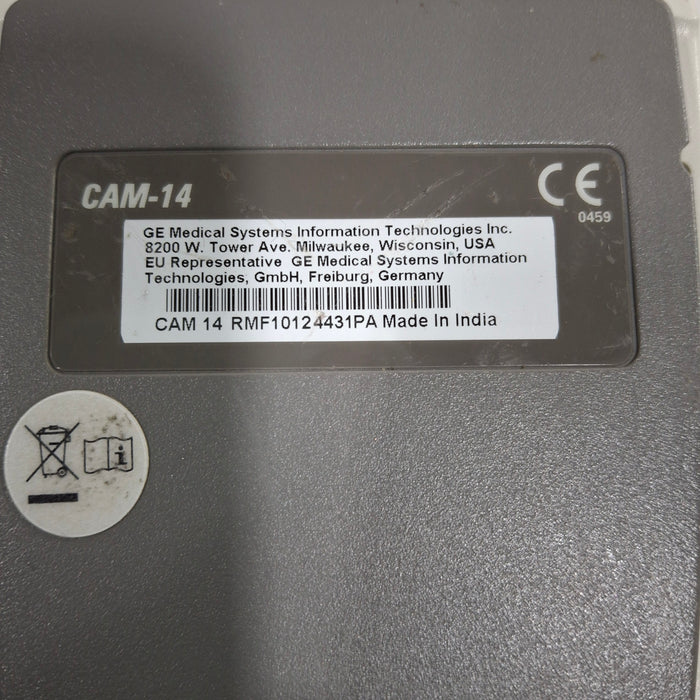 CAM-14
CE
0459
GE Medical Systems Information Technologies Inc.
8200 W. Tower Ave. Milwaukee, Wisconsin, USA
EU Representative GE Medical Systems Information
Technologies, GmbH, Freiburg, Germany
CAM 14 RMF10124431PA Made In India
i